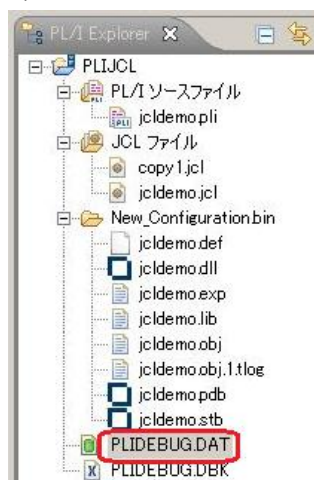 PL/I Explorer
PLIJCL
PL/I ソースファイル
jcldemo.pli
JCL ファイル
copy1.jcl
jcldemo.jcl
New_Configuration.bin
jcldemo.def
jcldemo.dll
jcldemo.exp
jcldemo.lib
jcldemo.obj
jcldemo.obj.1.tlog
jcldemo.pdb
jcldemo.stb
PLIDEBUG.DAT
PLIDEBUG.DBK